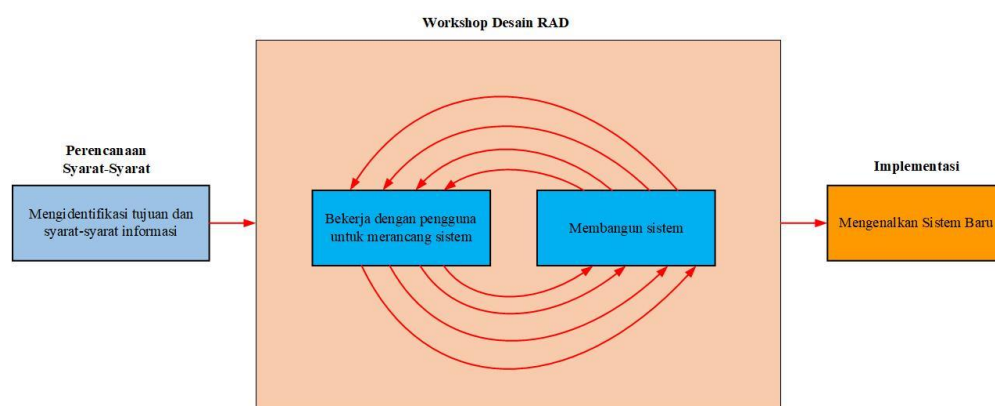 Workshop Desain RAD
Perencanaan
Syarat-Syarat
Mengidentifikasi tujuan dan
syarat-syarat informasi
Bekerja dengan pengguna
untuk merancang sistem
Membangun sistem
Implementasi
Mengenalkan Sistem Baru